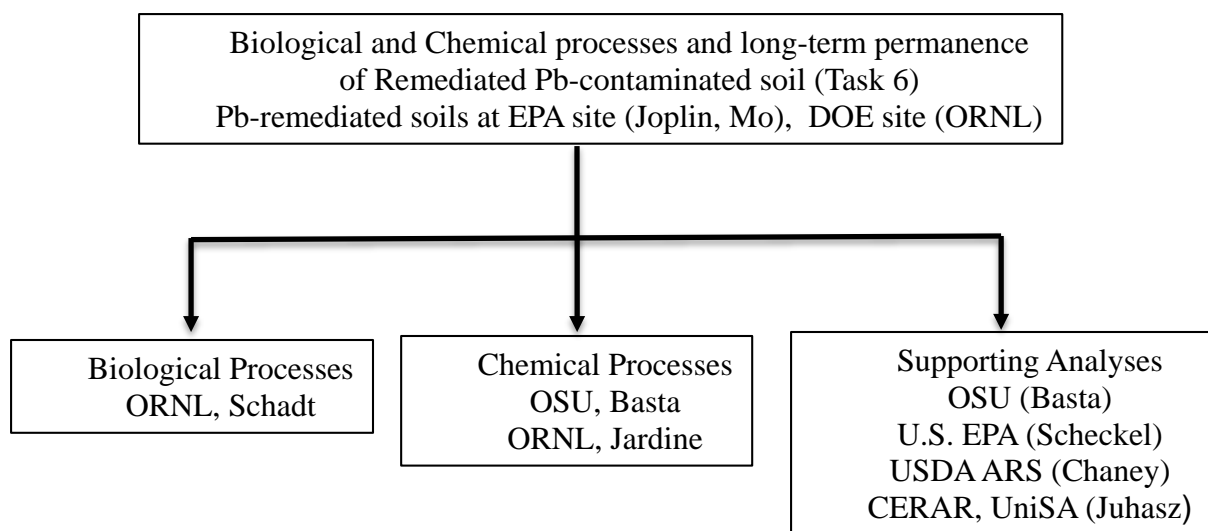 Biological and Chemical processes and long-term permanence
of Remediated Pb-contaminated soil (Task 6)
Pb-remediated soils at EPA site (Joplin, Mo), DOE site (ORNL)
Biological Processes
ORNL, Schadt
Chemical Processes
OSU, Basta
ORNL, Jardine
Supporting Analyses
OSU (Basta)
U.S. EPA (Scheckel)
USDA ARS (Chaney)
CERAR, UniSA (Juhasz)